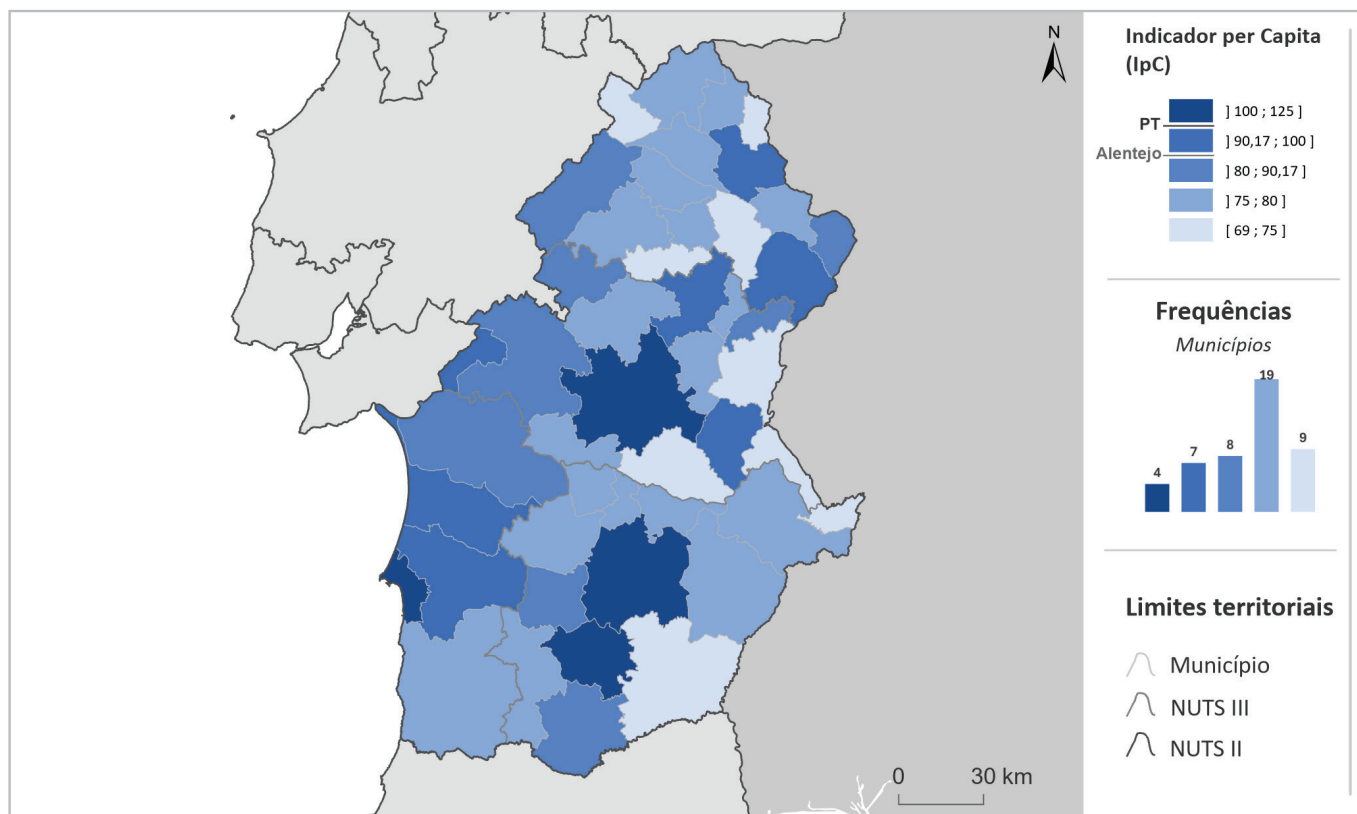 N
0
30 km
Indicador per Capita
(IpC)
PT
Alentejo
] 100 ; 125 ]
] 90,17 ; 100 ]
] 80 ; 90,17]
] 75 ; 80 ]
[ 69 ; 75 ]
Frequências
Municípios
4
7
8
19
9
Limites territoriais
Município
NUTS III
NUTS II